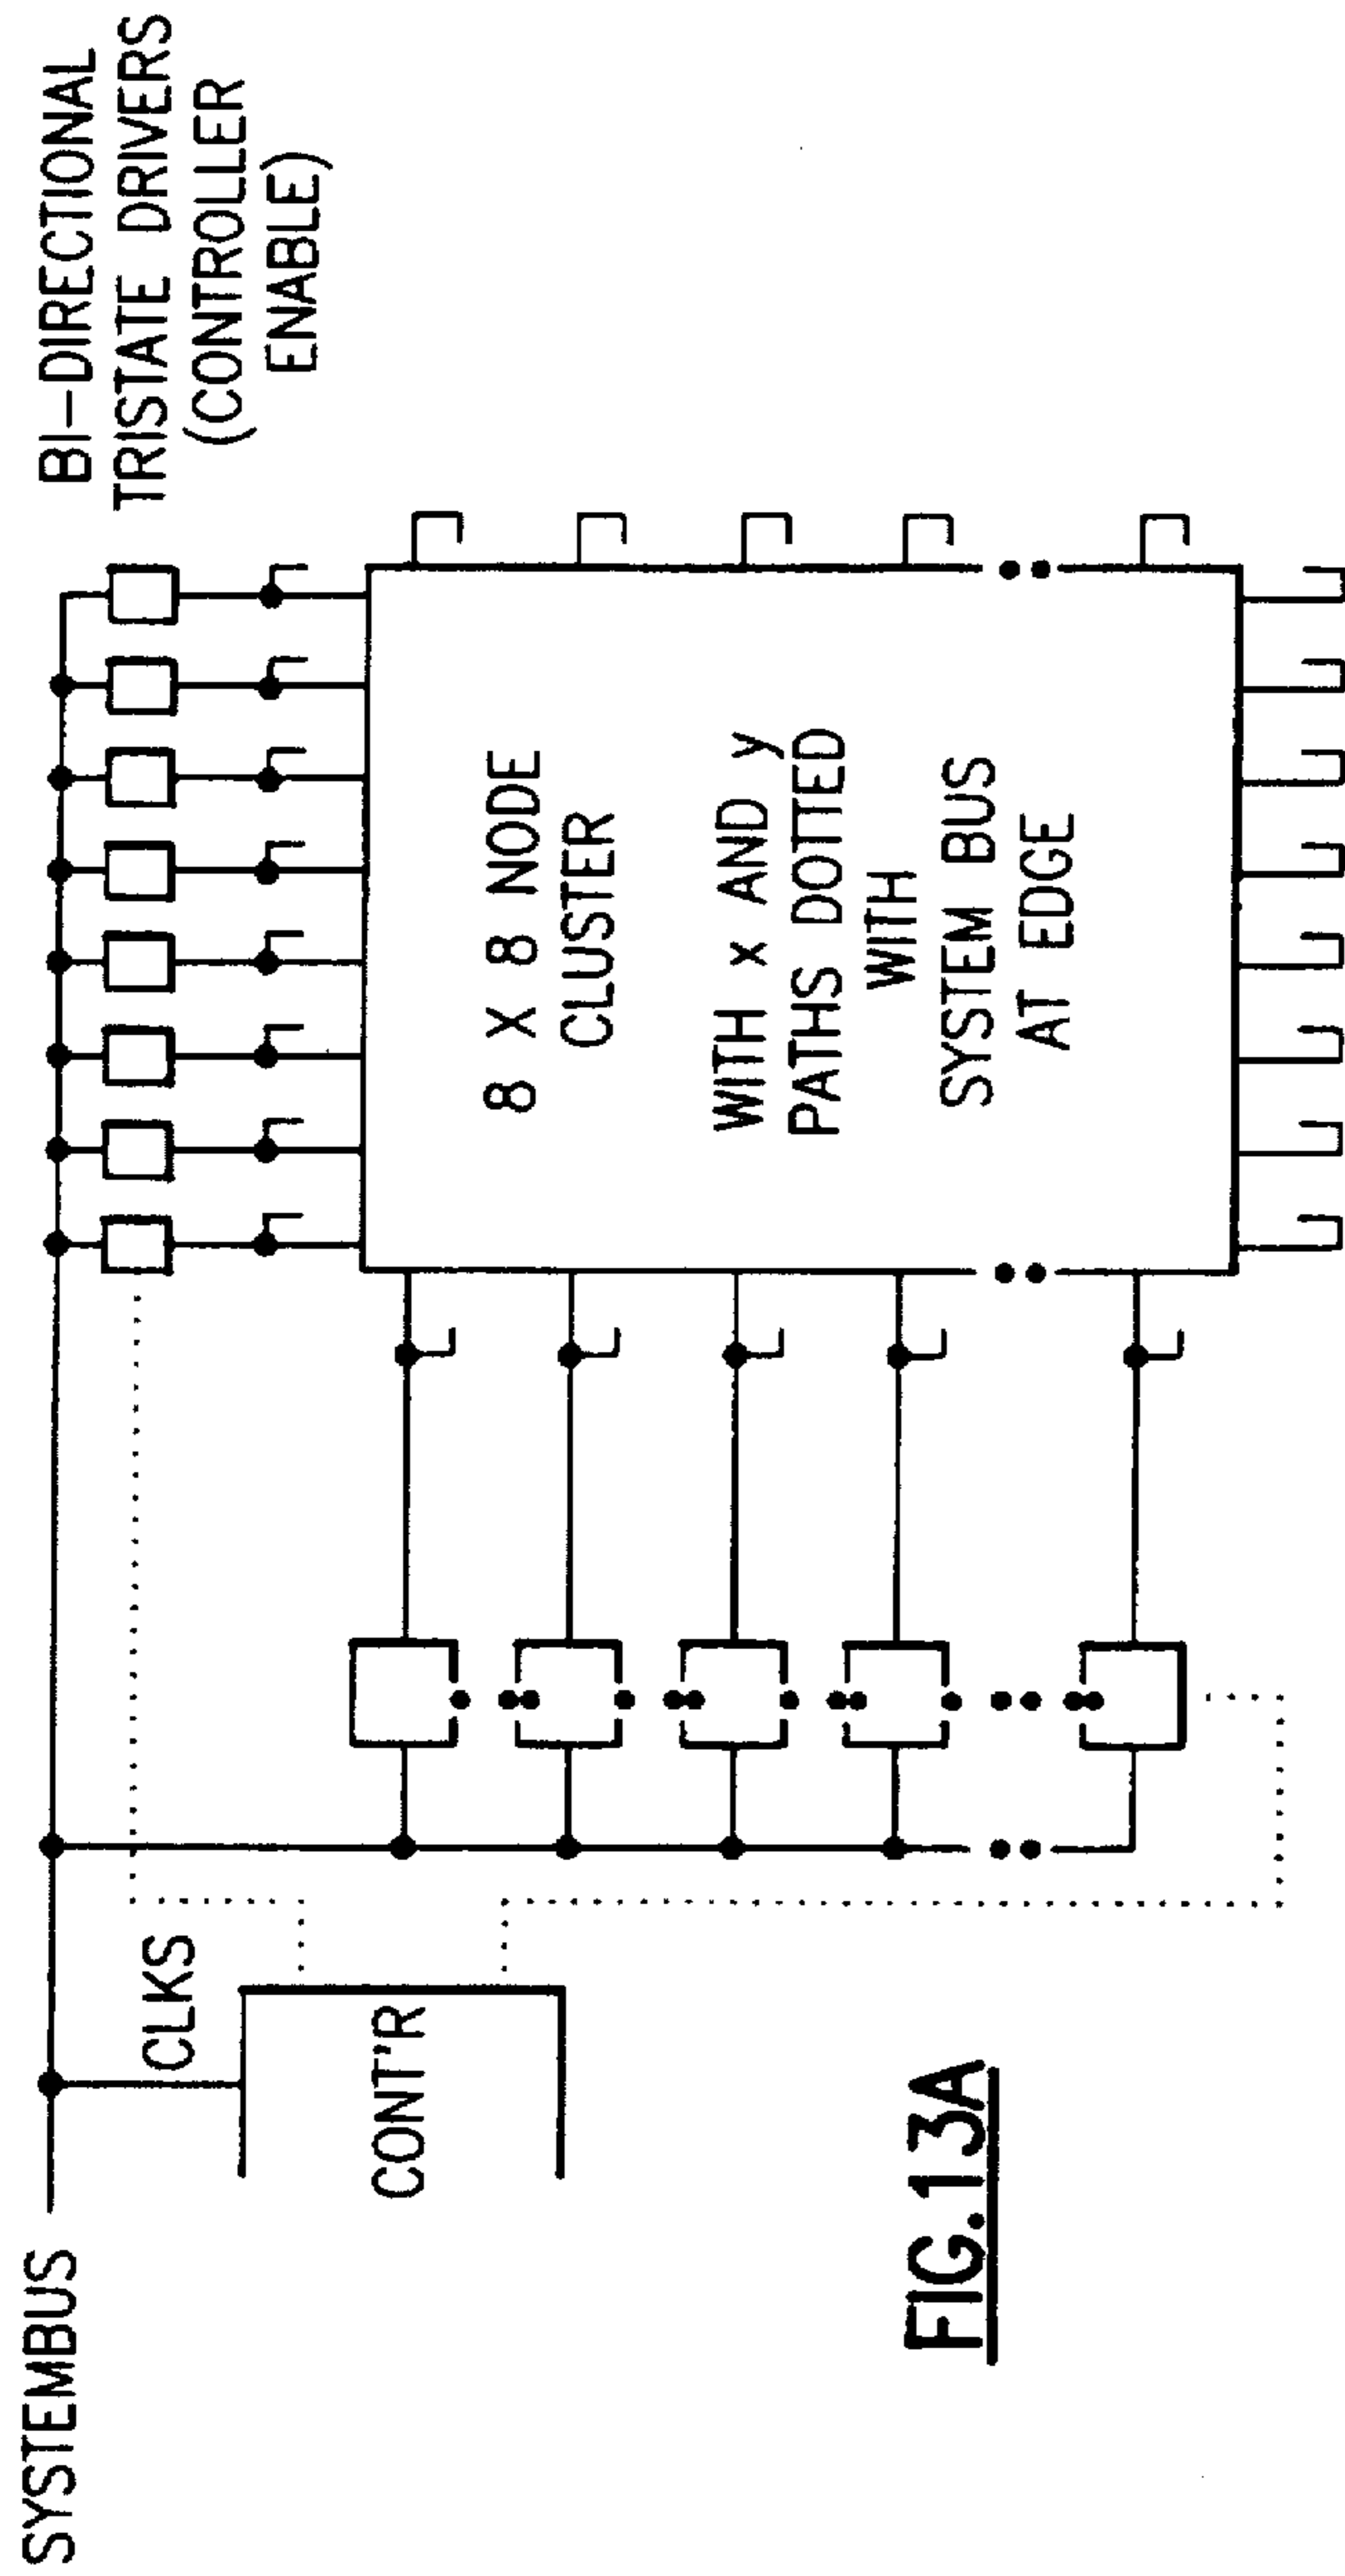 BI-DIRECTIONAL
TRISTATE DRIVERS
(CONTROLLER
ENABLE)
SYSTEMBUS
CLKS
CONT'R
8 X 8 NODE
CLUSTER
WITH x AND y
PATHS DOTTED
WITH
SYSTEM BUS
AT EDGE
FIG.13A